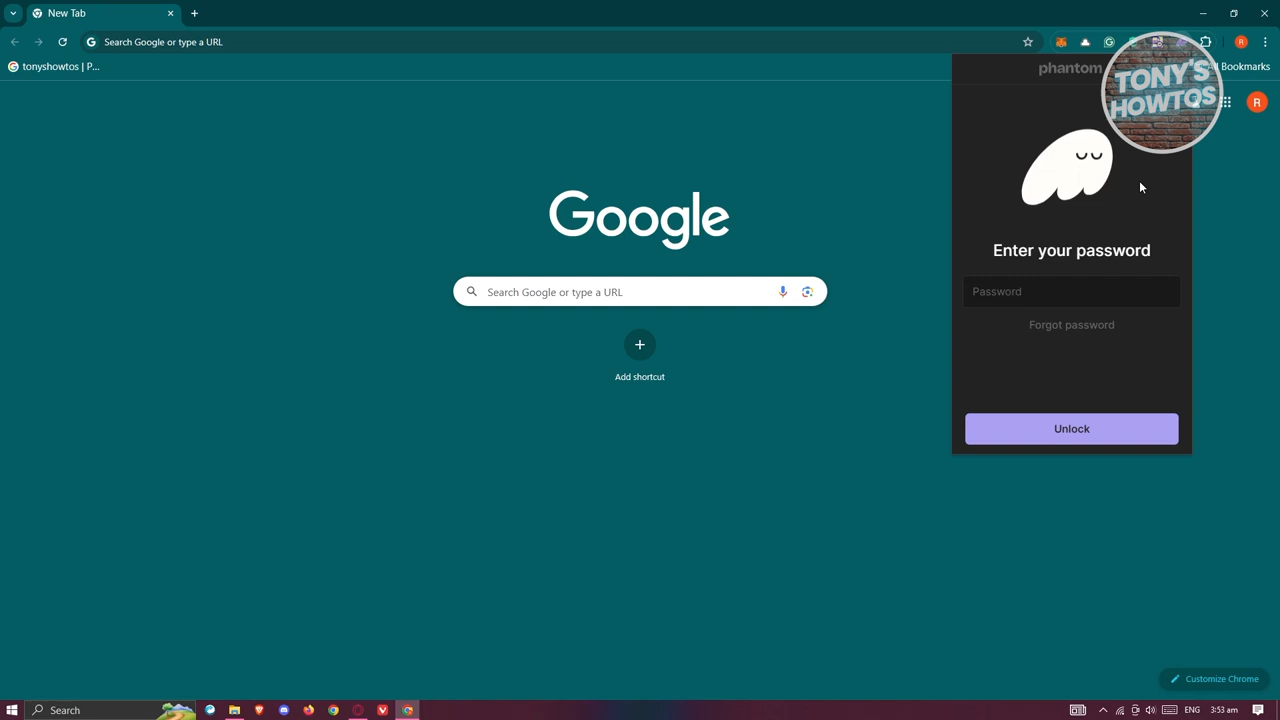 New Tab
Search Google or type a URL
tonyshowtos | P...
All Bookmarks
phantom
TONY'S
HOWTOS
R
R
Google
Enter your password
Search Google or type a URL
Password
Forgot password
Add shortcut
Unlock
Customize Chrome
Search
ENG
3:53 am